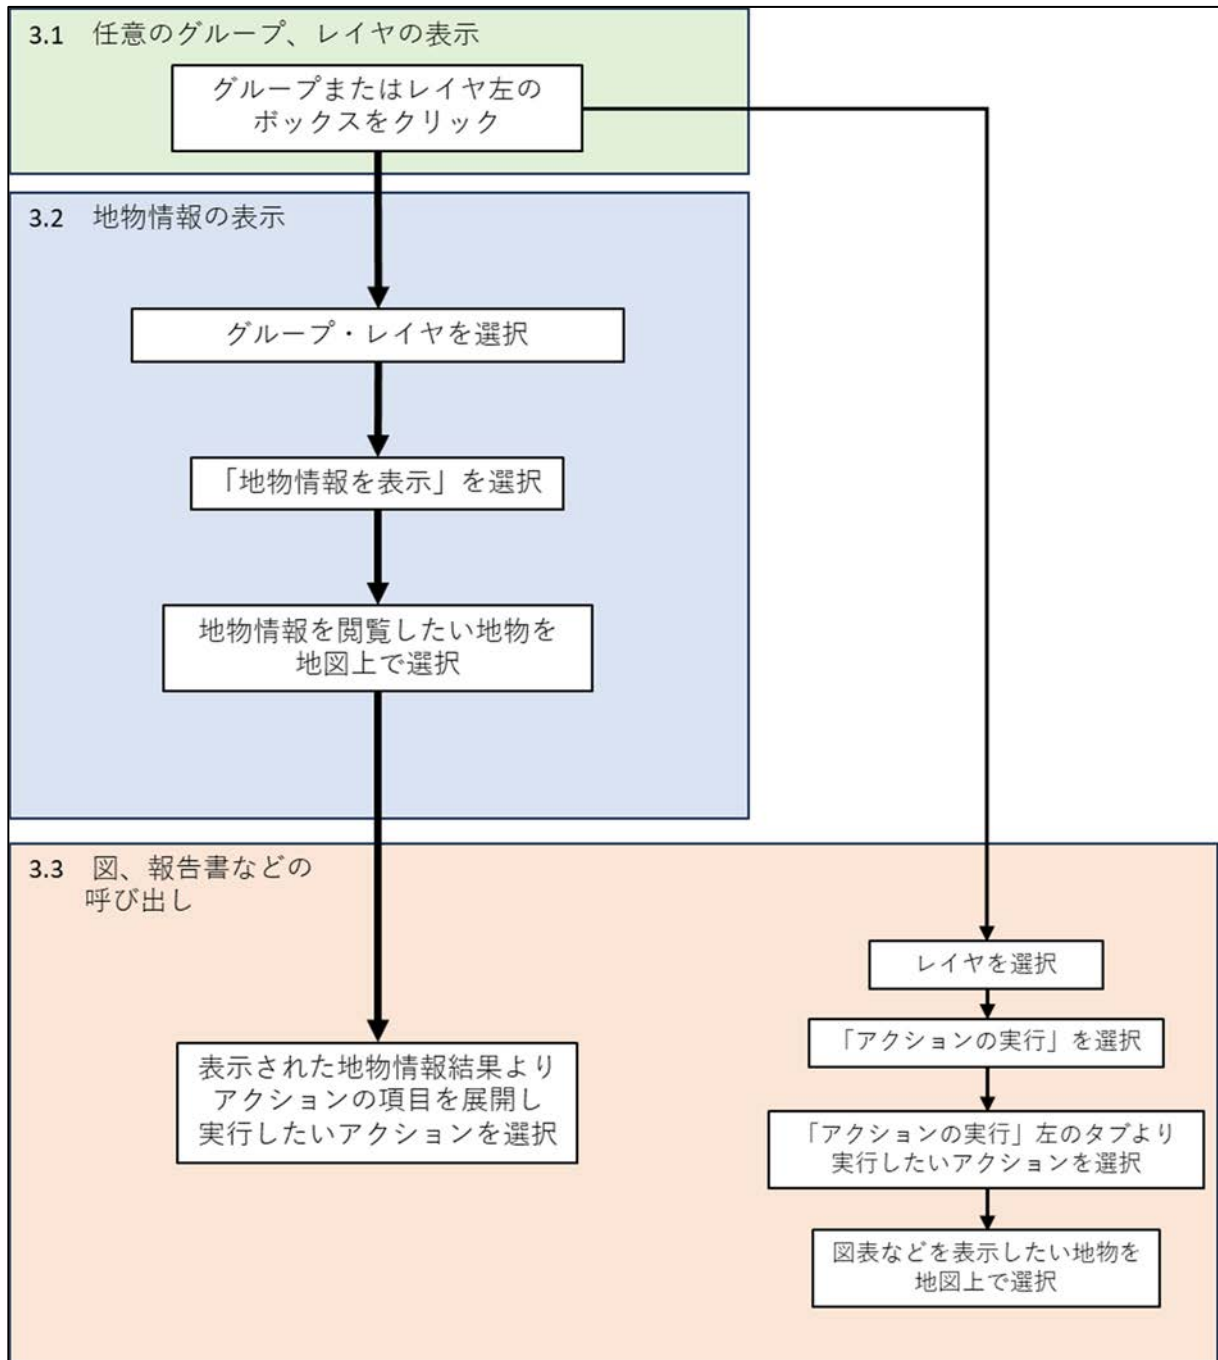 3.1 任意のグループ、レイヤの表示
グループまたはレイヤ左の
ボックスをクリック
3.2 地物情報の表示
グループ・レイヤを選択
「地物情報を表示」を選択
地物情報を閲覧したい地物を
地図上で選択
3.3 図、報告書などの
呼び出し
表示された地物情報結果より
アクションの項目を展開し
実行したいアクションを選択
レイヤを選択
「アクションの実行」を選択
「アクションの実行」左のタブより
実行したいアクションを選択
図表などを表示したい地物を
地図上で選択